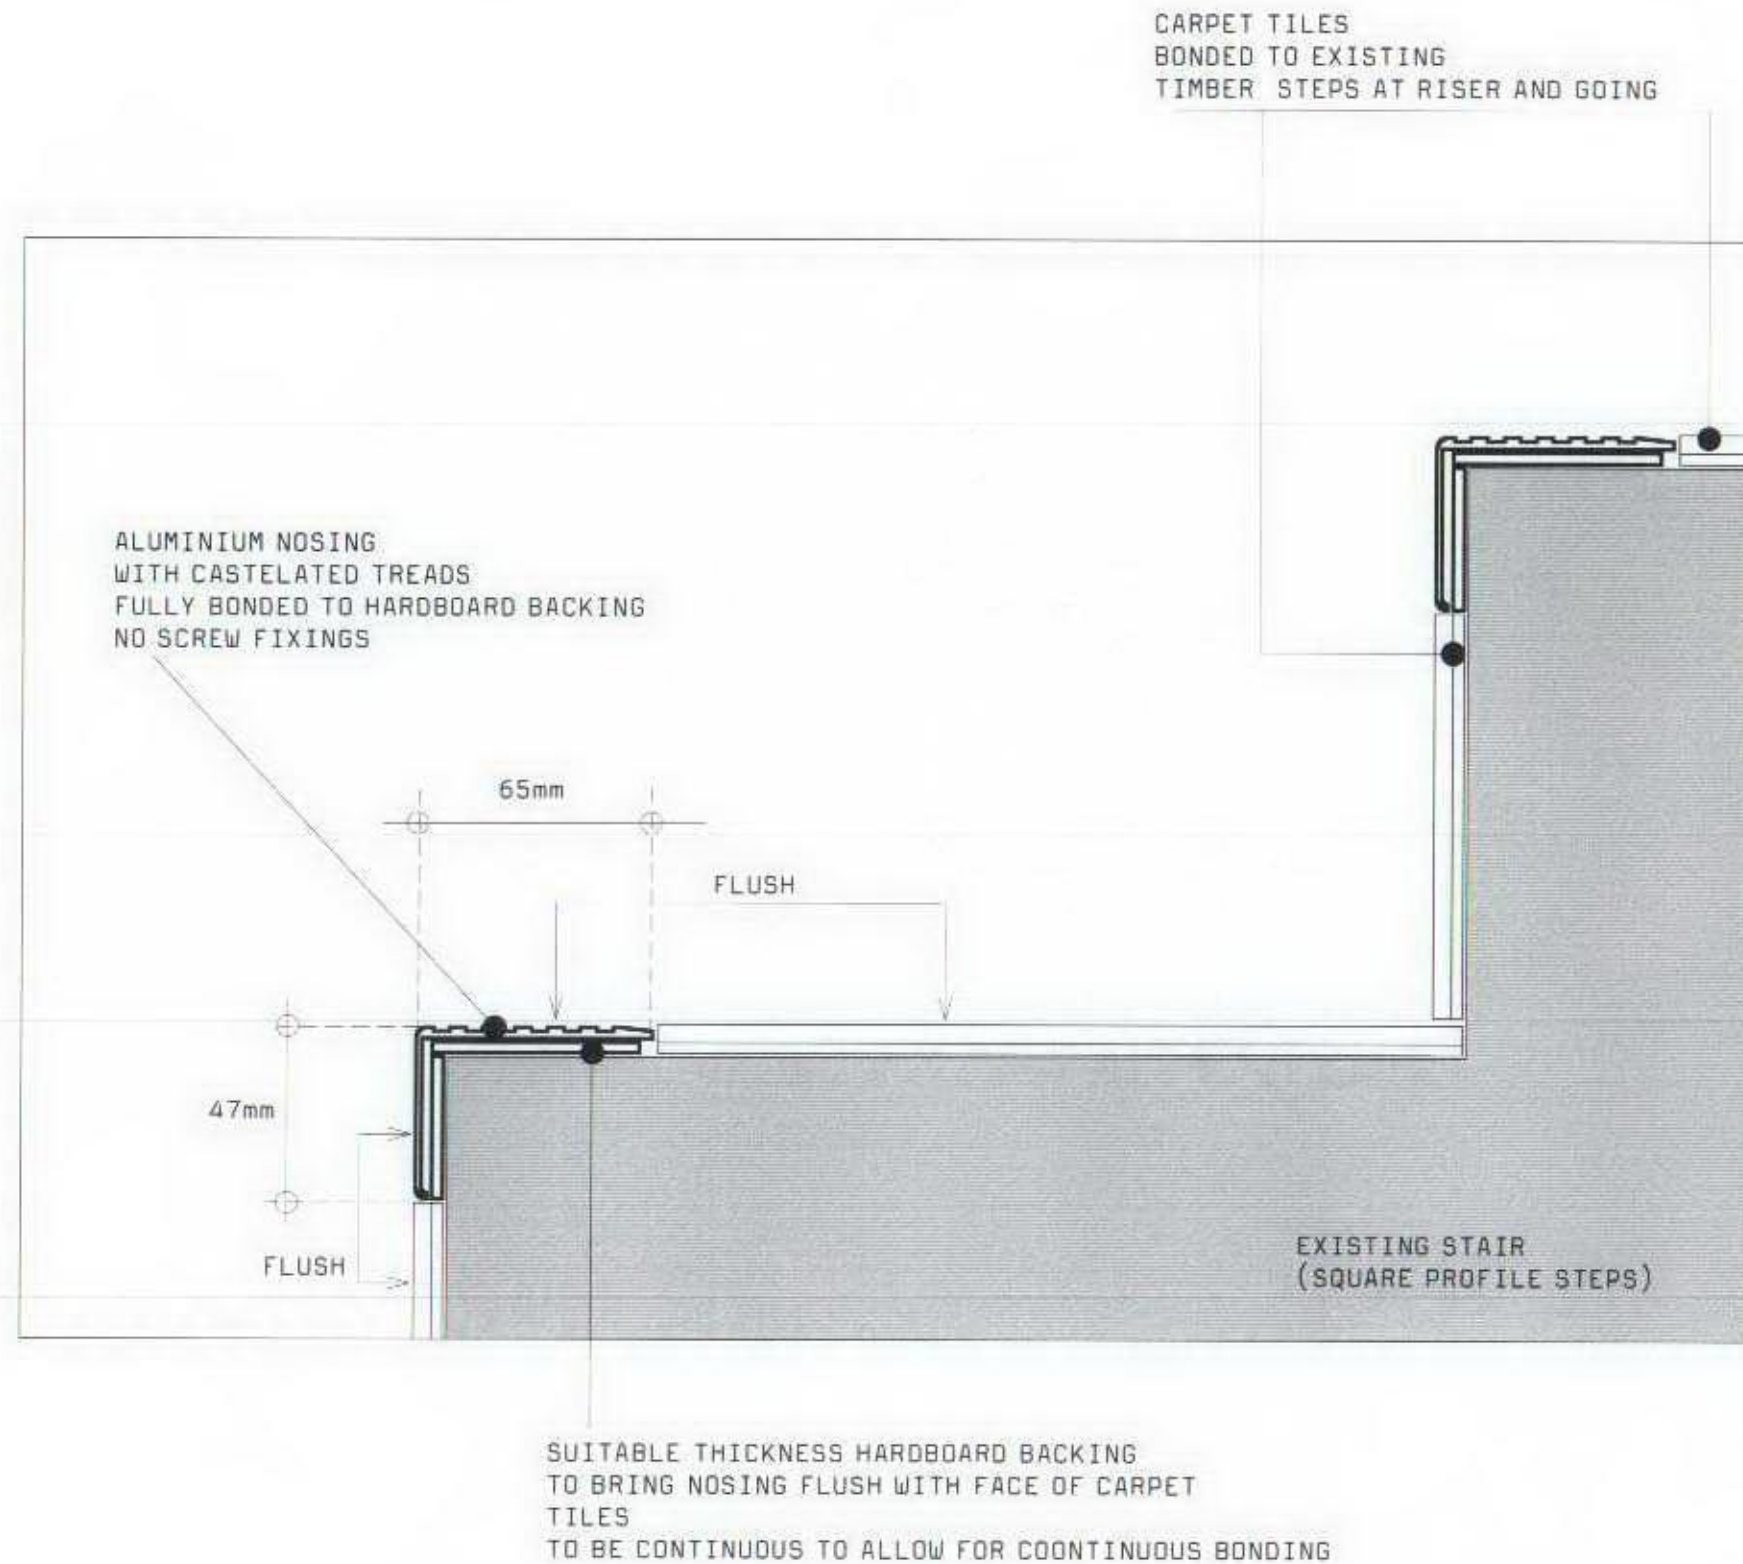 CARPET TILES
BONDED TO EXISTING
TIMBER STEPS AT RISER AND GOING
ALUMINIUM NOSING
WITH CASTELATED TREADS
FULLY BONDED TO HARDBOARD BACKING
NO SCREW FIXINGS
65mm
FLUSH
47mm
FLUSH
EXISTING STAIR
(SQUARE PROFILE STEPS)
SUITABLE THICKNESS HARDBOARD BACKING
TO BRING NOSING FLUSH WITH FACE OF CARPET
TILES
TO BE CONTINUOUS TO ALLOW FOR COONTINUOUS BONDING